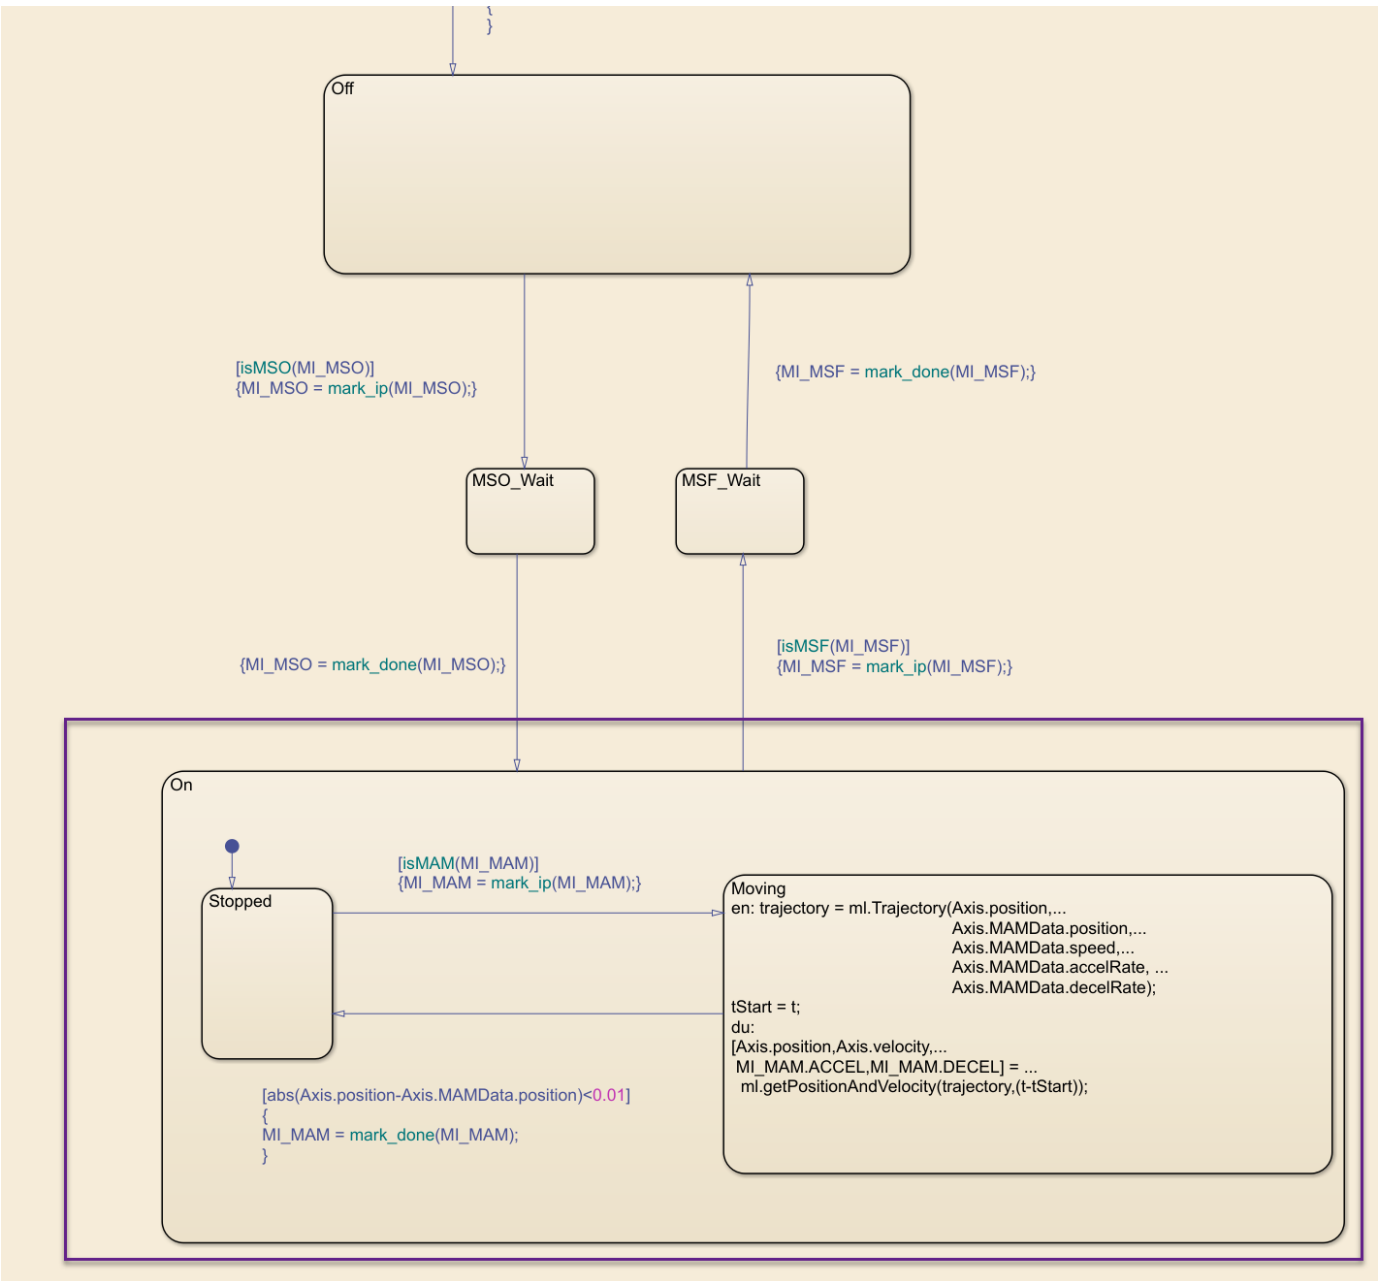 {
}
Off
[isMSO(MI_MSO)]
{MI_MSO = mark_ip(MI_MSO);}
{MI_MSF = mark_done(MI_MSF);}
MSO_Wait
MSF_Wait
{MI_MSO = mark_done(MI_MSO);}
[isMSF(MI_MSF)]
{MI_MSF = mark_ip(MI_MSF);}
On
[isMAM(MI_MAM)]
{MI_MAM = mark_ip(MI_MAM);}
Stopped
Moving
en: trajectory = ml.Trajectory(Axis.position,...
Axis.MAMData.position,...
Axis.MAMData.speed,...
Axis.MAMData.accelRate, ...
Axis.MAMData.decelRate);
tStart = t;
du:
[Axis.position,Axis.velocity,...
MI_MAM.ACCEL,MI_MAM.DECEL] = ...
ml.getPositionAndVelocity(trajectory,(t-tStart));
[abs(Axis.position-Axis.MAMData.position)<0.01]
{
MI_MAM = mark_done(MI_MAM);
}